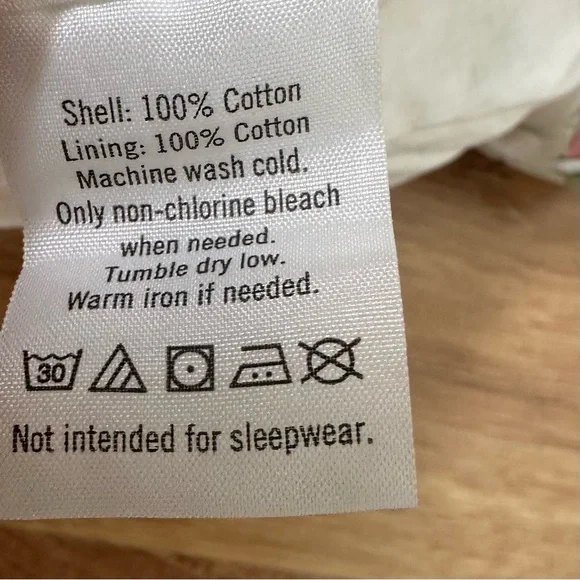 Shell: 100% Cotton
Lining: 100% Cotton
Machine wash cold.
Only non-chlorine bleach
when needed.
Tumble dry low.
Warm iron if needed.
30
Not intended for sleepwear.